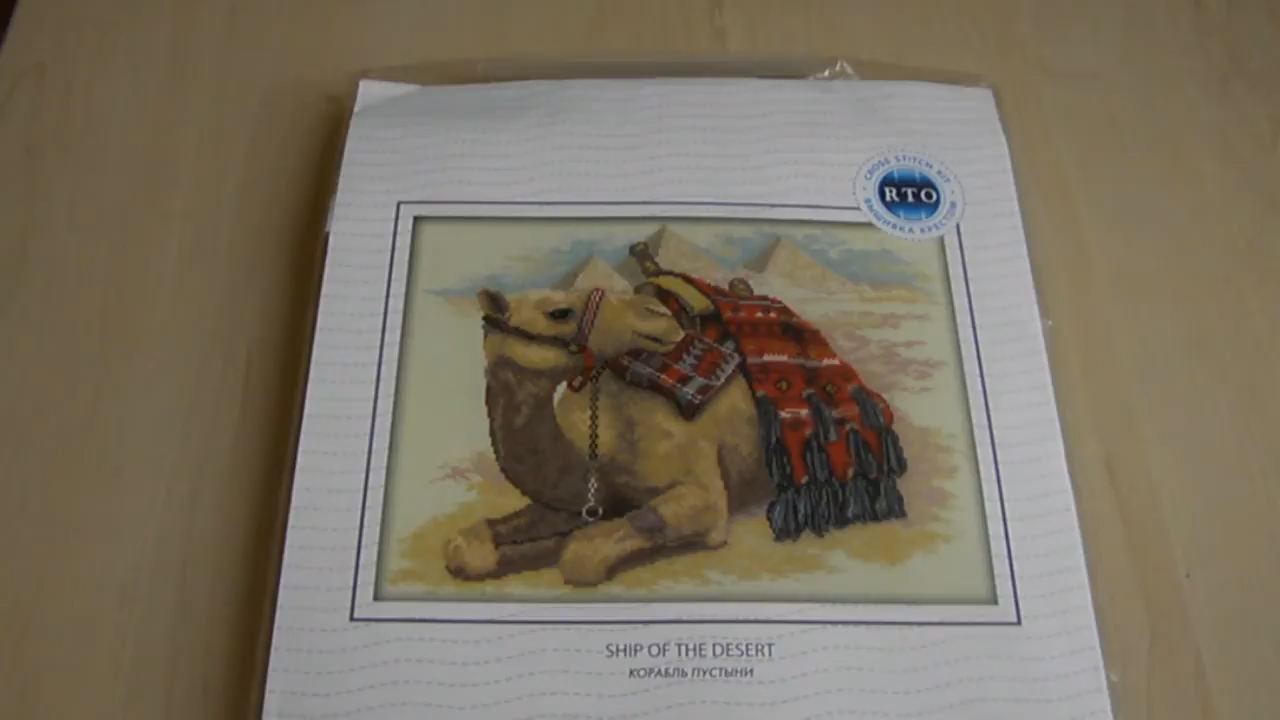 CROSS STITCH KIT
RTO
ВЫШИВКА КРЕСТОМ
SHIP OF THE DESERT
КОРАБЛЬ ПУСТЫНИ